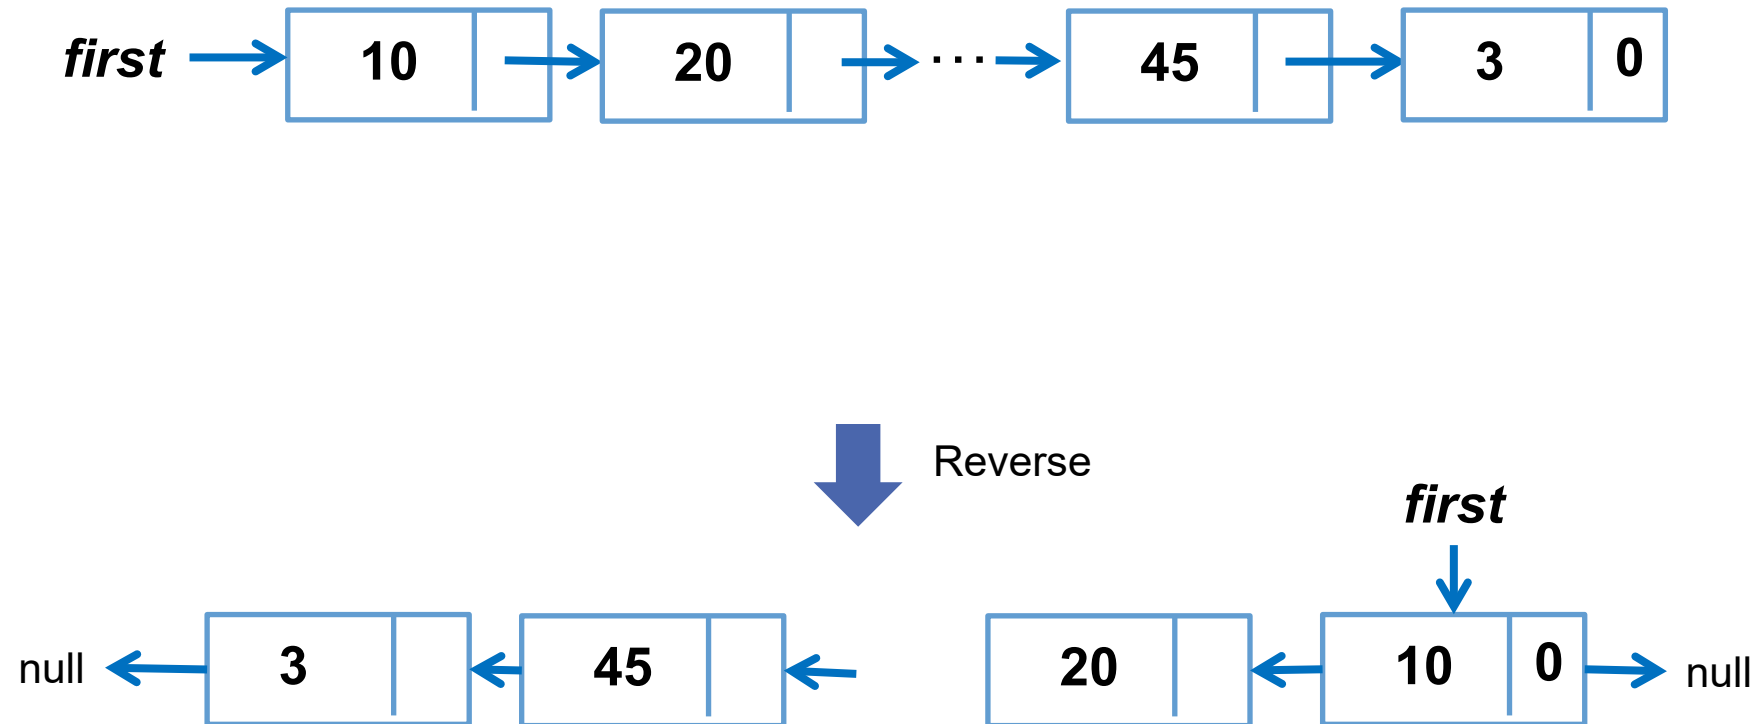 first 10 20 ... 45 3 0
Reverse
first
null 3 45 20 10 0 null